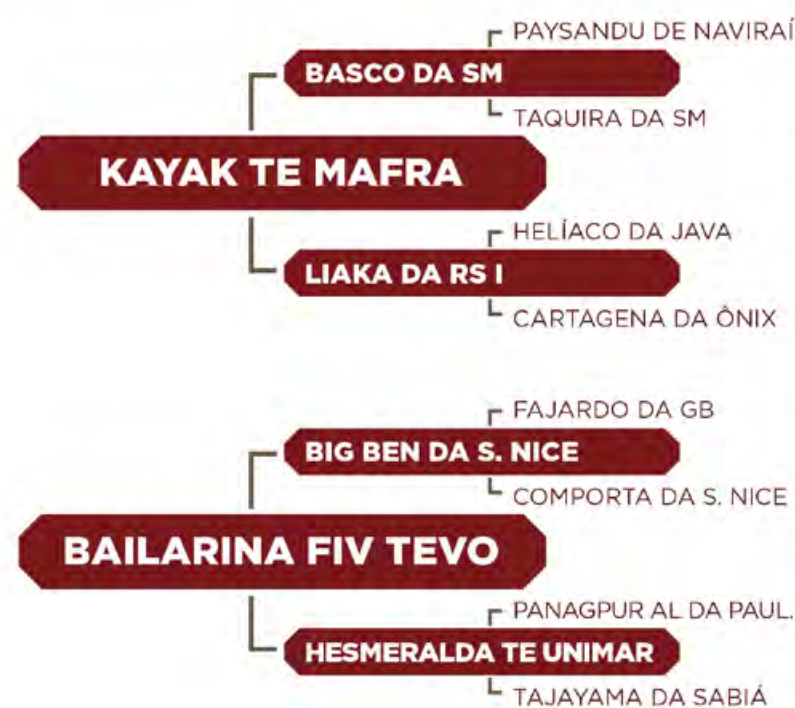 PAYSANDU DE NAVIRAÍ
BASCO DA SM
TAQUIRA DA SM
KAYAK TE MAFRA
HELÍACO DA JAVA
LIAKA DA RS I
CARTAGENA DA ÔNIX
FAJARDO DA GB
BIG BEN DA S. NICE
COMPORTA DA S. NICE
BAILARINA FIV TEVO
PANAGPUR AL DA PAUL.
HESMERALDA TE UNIMAR
TAJAYAMA DA SABIÁ